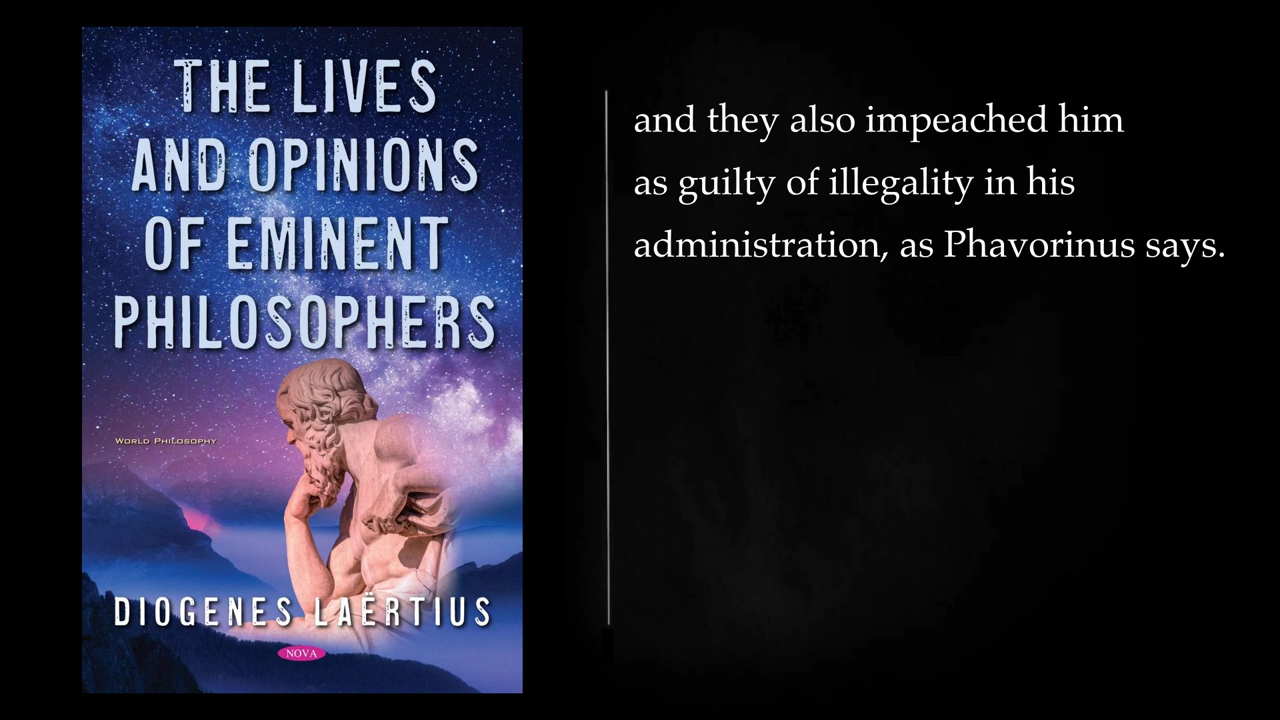 THE LIVES
AND OPINIONS
OF EMINENT
PHILOSOPHERS
WORLD PHILOSOPHY
DIOGENES LAËRTIUS
NOVA
and they also impeached him
as guilty of illegality in his
administration, as Phavorinus says.